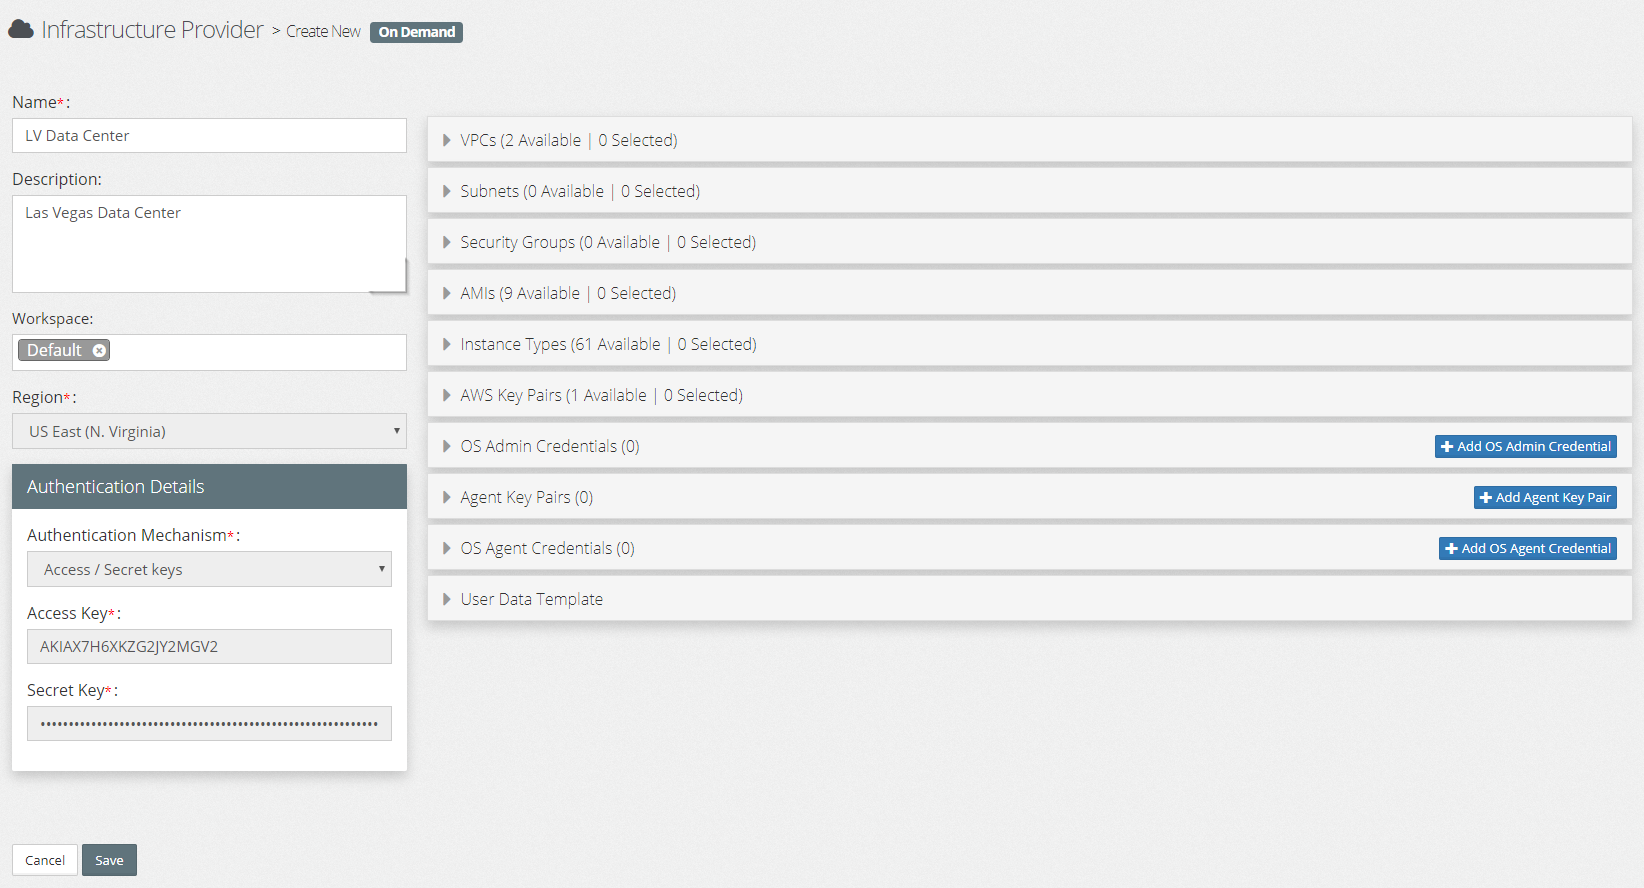 Infrastructure Provider > Create New On Demand
Name*:
LV Data Center
Description:
Las Vegas Data Center
Workspace:
Default
Region*:
US East (N. Virginia)
Authentication Details
Authentication Mechanism*:
Access / Secret keys
Access Key*:
AKIAX7H6XKZG2JY2MGV2
Secret Key*:
VPCs (2 Available | 0 Selected)
Subnets (0 Available | 0 Selected)
Security Groups (0 Available | 0 Selected)
AMIs (9 Available | 0 Selected)
Instance Types (61 Available | 0 Selected)
AWS Key Pairs (1 Available | 0 Selected)
OS Admin Credentials (0) + Add OS Admin Credential
Agent Key Pairs (0) + Add Agent Key Pair
OS Agent Credentials (0) + Add OS Agent Credential
User Data Template
Cancel Save